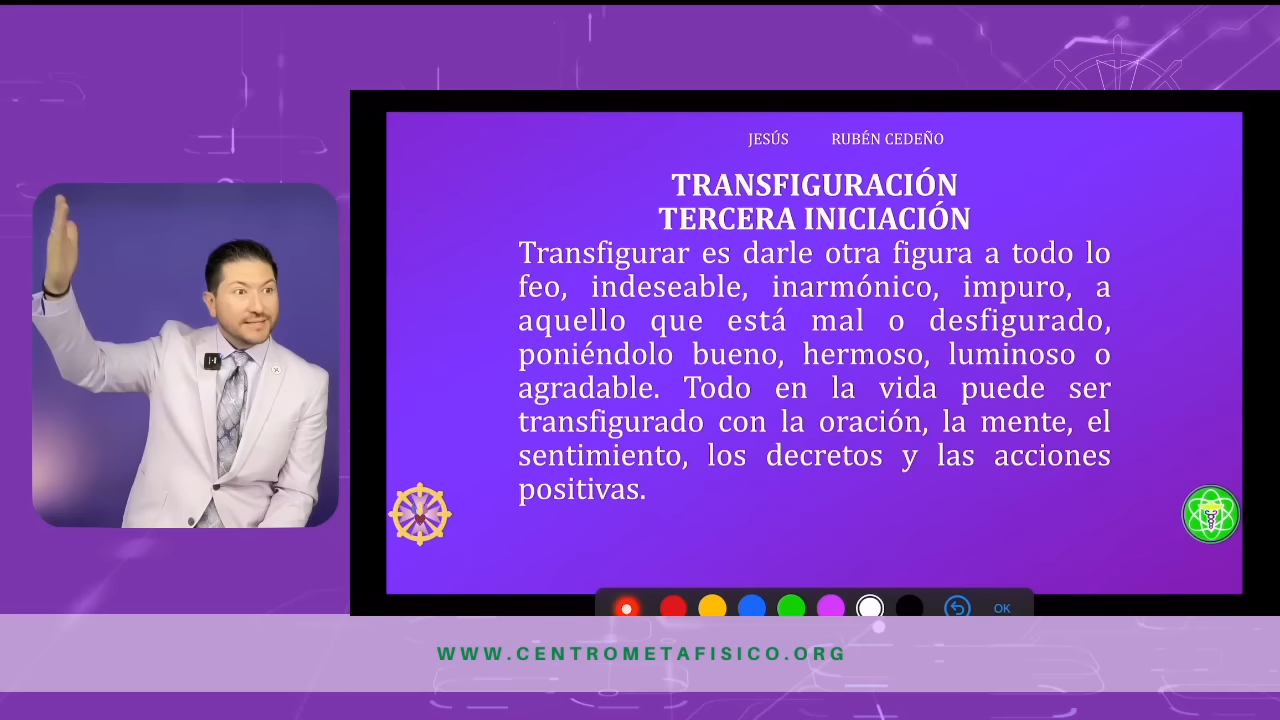 JESÚS RUBÉN CEDEÑO
TRANSFIGURACIÓN
TERCERA INICIACIÓN
Transfigurar es darle otra figura a todo lo
feo, indeseable, inarmónico, impuro, a
aquello que está mal o desfigurado,
poniéndolo bueno, hermoso, luminoso o
agradable. Todo en la vida puede ser
transfigurado con la oración, la mente, el
sentimiento, los decretos y las acciones
positivas.
OK
WWW.CENTROMETAFISICO.ORG